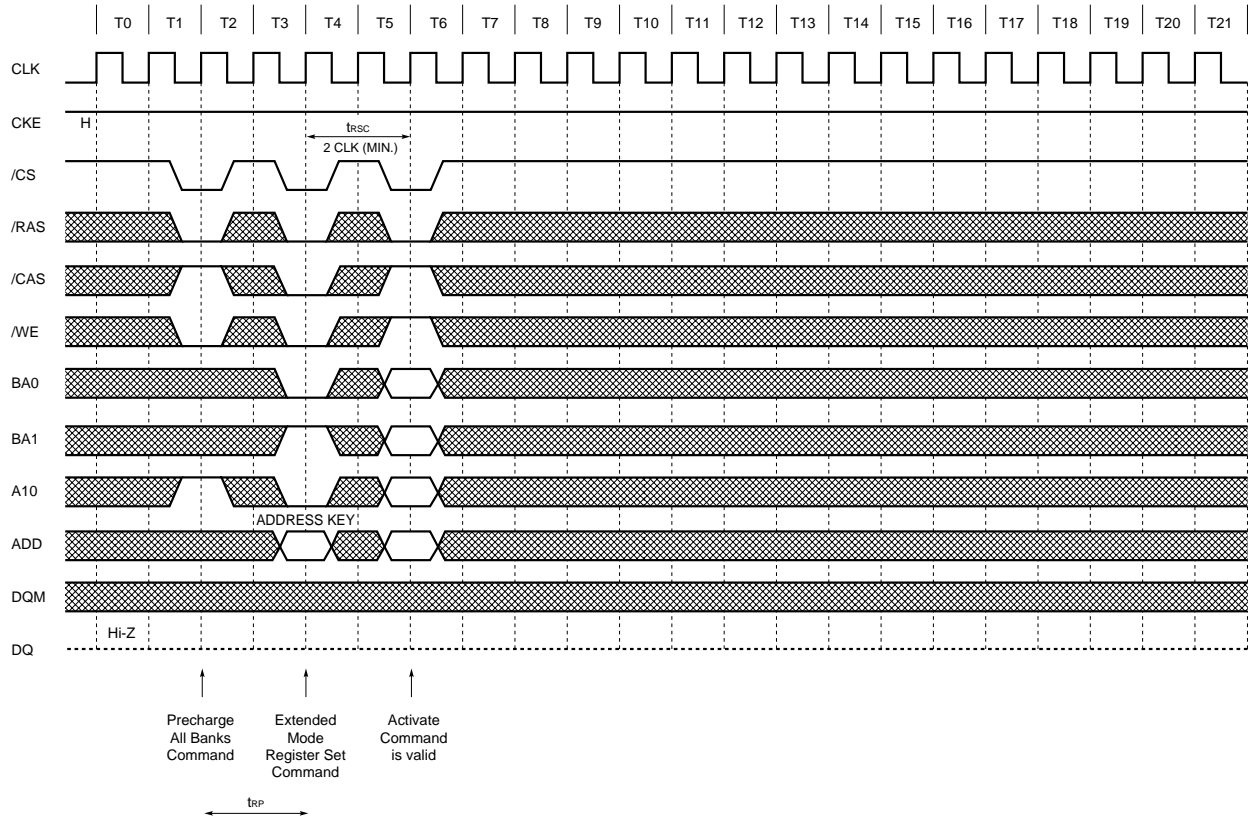 T0 T1 T2 T3 T4 T5 T6 T7 T8 T9 T10 T11 T12 T13 T14 T15 T16 T17 T18 T19 T20 T21
CLK
CKE H
tRSC
2 CLK (MIN.)
/CS
/RAS
/CAS
/WE
BA0
BA1
A10
ADDRESS KEY
ADD
DQM
Hi-Z
DQ
Precharge
All Banks
Command
Extended
Mode
Register Set
Command
Activate
Command
is valid
tRP